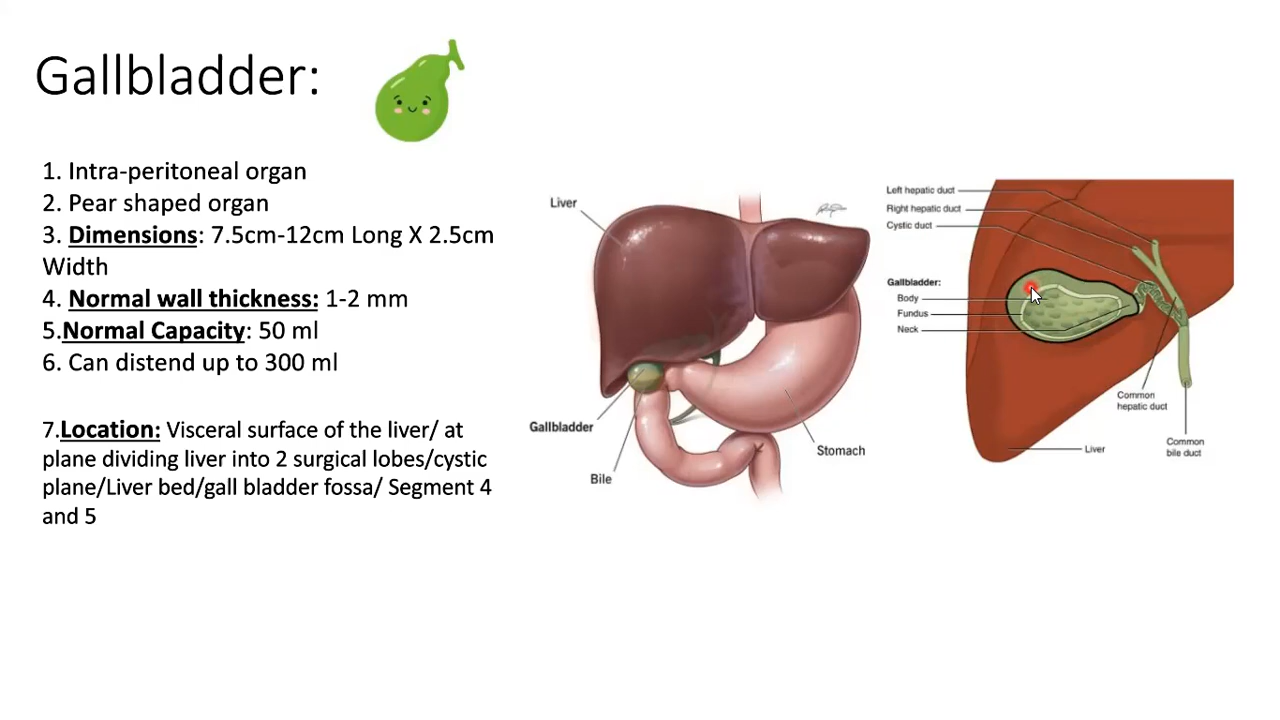 Gallbladder:
1. Intra-peritoneal organ
2. Pear shaped organ
3. Dimensions: 7.5cm-12cm Long X 2.5cm
Width
4. Normal wall thickness: 1-2 mm
5.Normal Capacity: 50 ml
6. Can distend up to 300 ml
7.Location: Visceral surface of the liver/ at
plane dividing liver into 2 surgical lobes/cystic
plane/Liver bed/gall bladder fossa/ Segment 4
and 5
Liver
Gallbladder
Bile
Stomach
Left hepatic duct
Right hepatic duct
Cystic duct
Gallbladder:
Body
Fundus
Neck
Common
hepatic duct
Liver
Common
bile duct